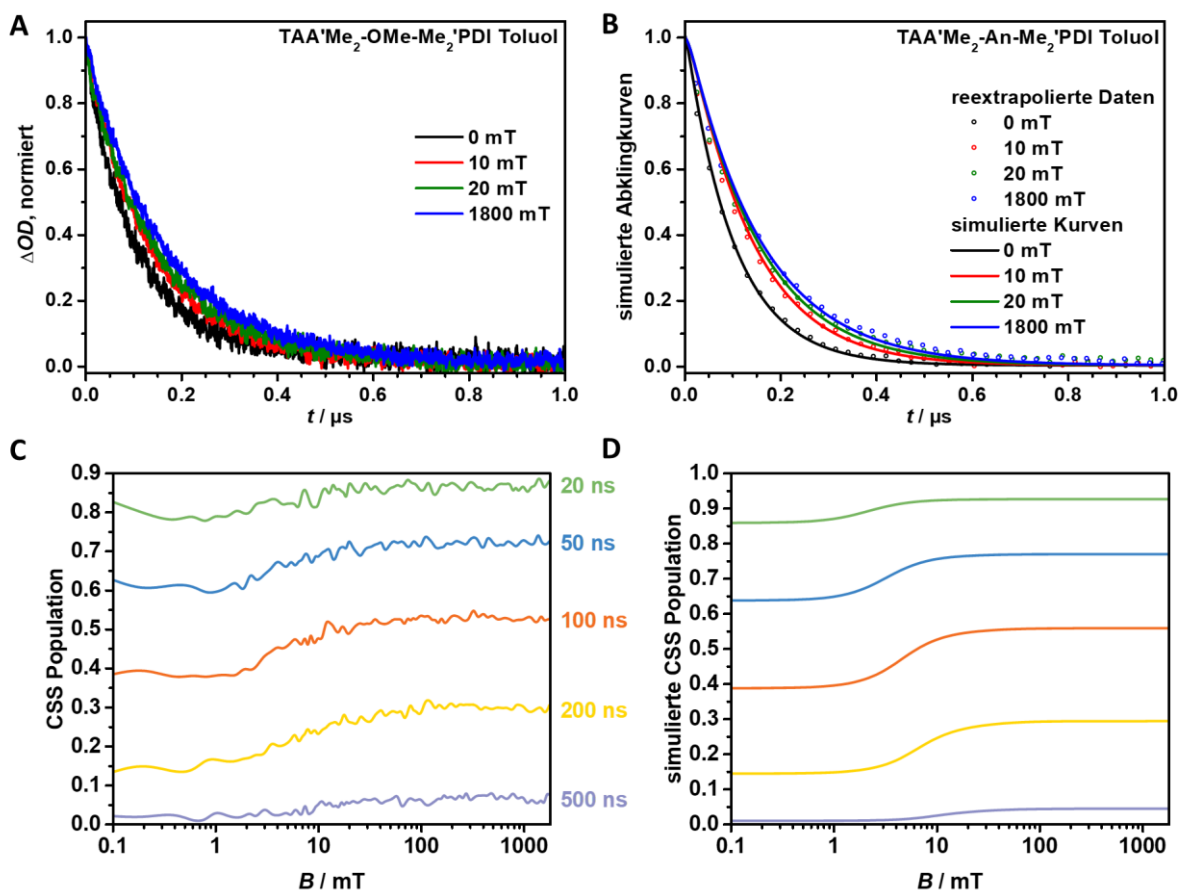 A
TAA'Me₂-OMe-Me₂'PDI Toluol
0 mT
10 mT
20 mT
1800 mT
ΔOD, normiert
1.0
0.8
0.6
0.4
0.2
0.0
0.0 0.2 0.4 0.6 0.8 1.0
t / µs
B
TAA'Me₂-An-Me₂'PDI Toluol
reextrapolierte Daten
0 mT
10 mT
20 mT
1800 mT
simulierte Kurven
0 mT
10 mT
20 mT
1800 mT
simulierte Abklingkurven
1.0
0.8
0.6
0.4
0.2
0.0
0.0 0.2 0.4 0.6 0.8 1.0
t / µs
C
CSS Population
0.9
0.8
0.7
0.6
0.5
0.4
0.3
0.2
0.1
0.0
20 ns
50 ns
100 ns
200 ns
500 ns
0.1 1 10 100 1000
B / mT
D
simulierte CSS Population
1.0
0.9
0.8
0.7
0.6
0.5
0.4
0.3
0.2
0.1
0.0
0.1 1 10 100 1000
B / mT